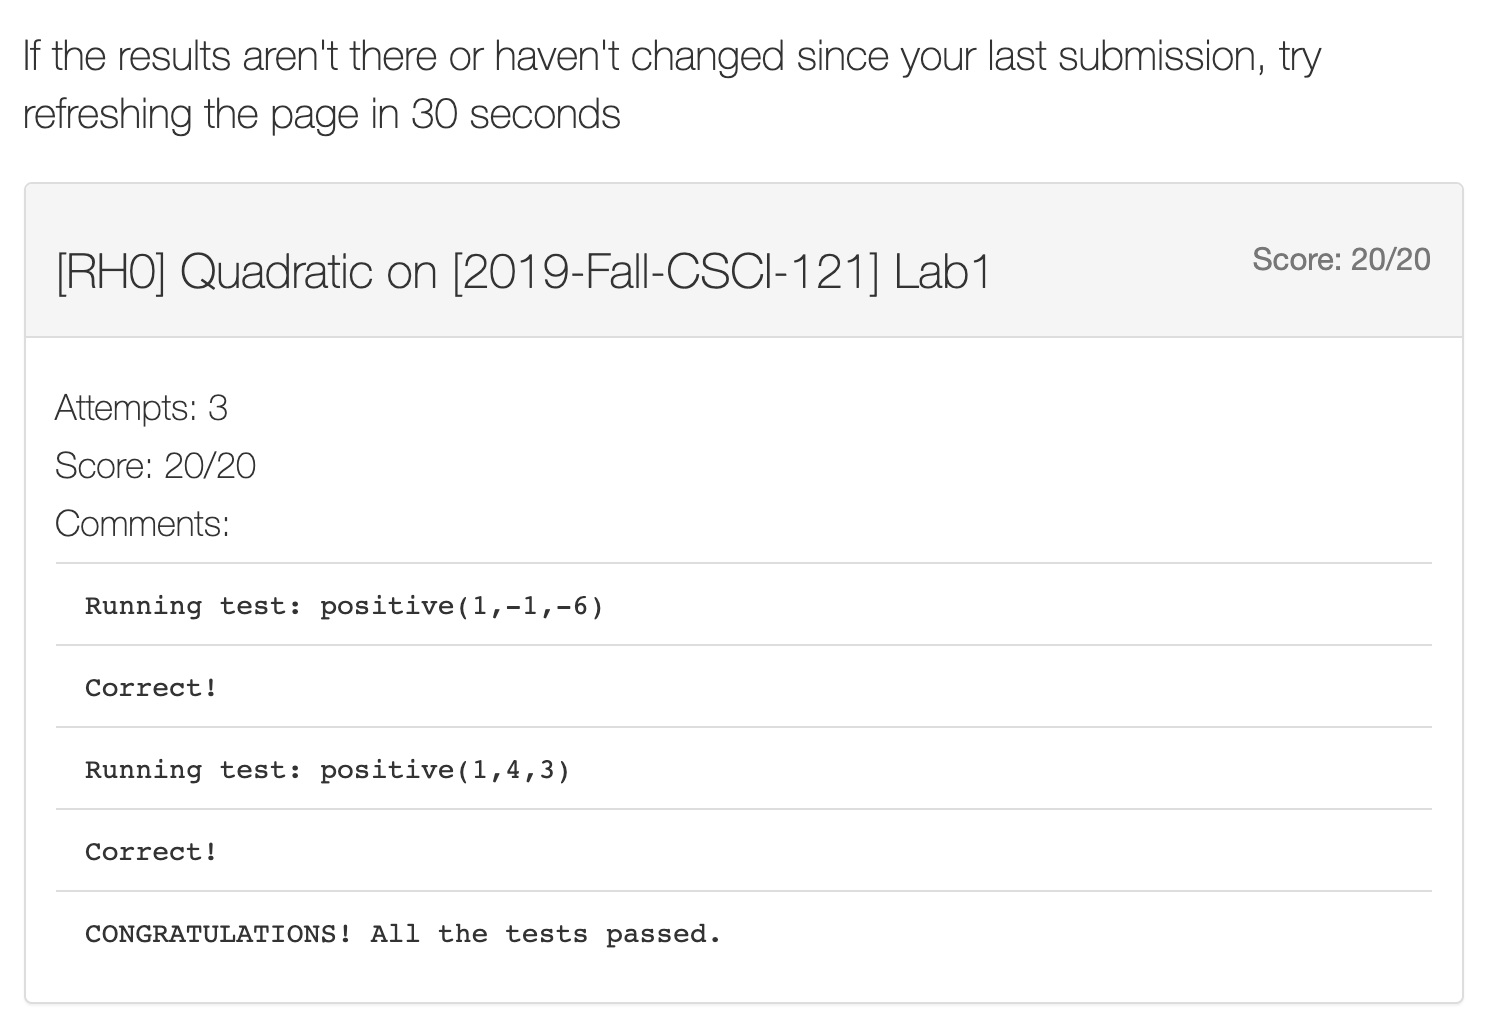 If the results aren't there or haven't changed since your last submission, try
refreshing the page in 30 seconds
[RH0] Quadratic on [2019-Fall-CSCI-121] Lab1
Score: 20/20
Attempts: 3
Score: 20/20
Comments:
Running test: positive(1,-1,-6)
Correct!
Running test: positive(1,4,3)
Correct!
CONGRATULATIONS! All the tests passed.